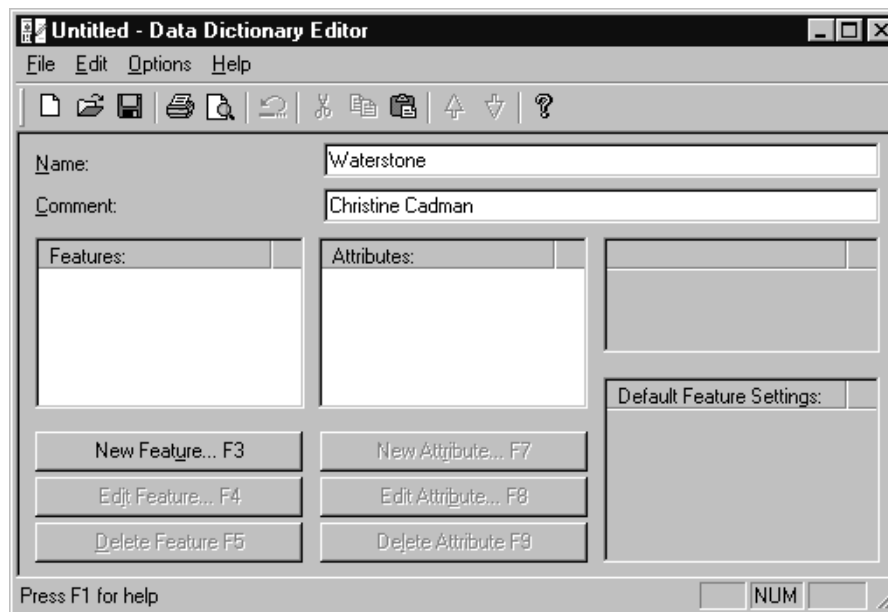 Untitled - Data Dictionary Editor
File Edit Options Help
Name: Waterstone
Comment: Christine Cadman
Features: Attributes:
Default Feature Settings:
New Feature... F3 New Attribute... F7
Edit Feature... F4 Edit Attribute... F8
Delete Feature F5 Delete Attribute F9
Press F1 for help NUM